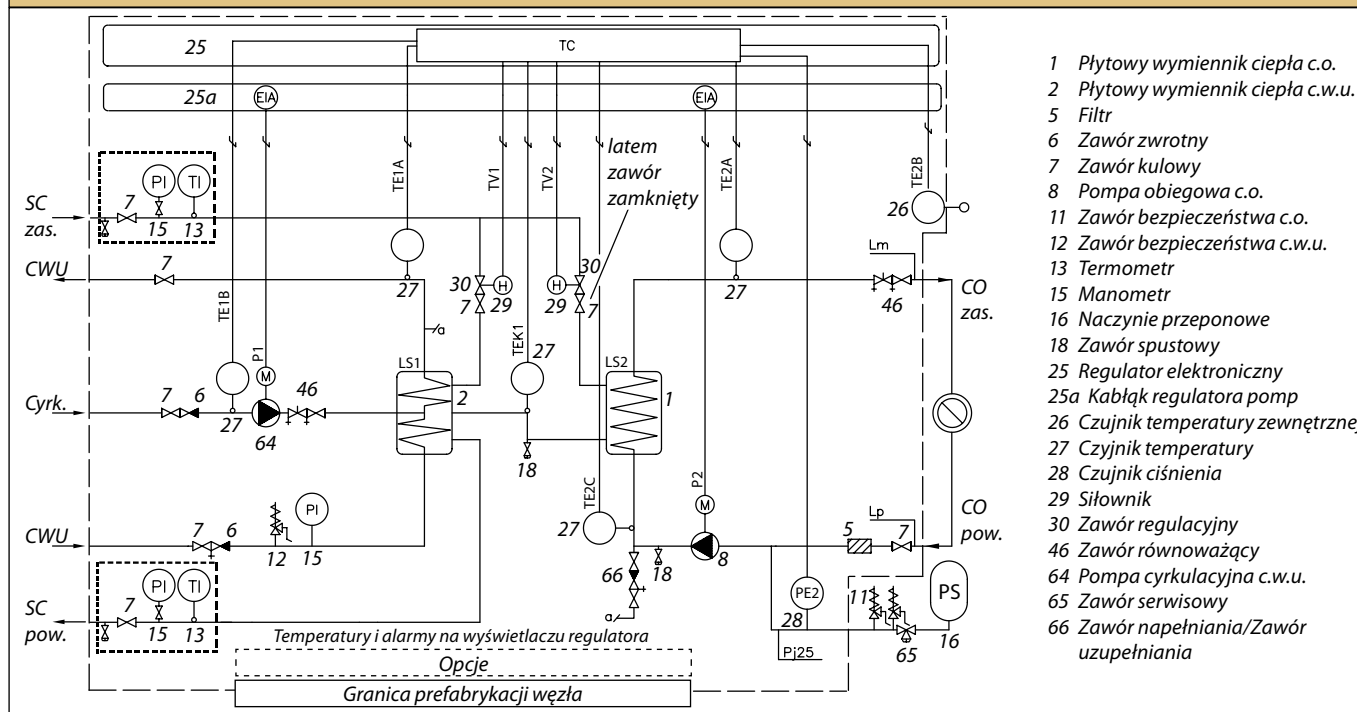 25
TC
25a
EIA
EIA
TE1A
TV1
TV2
latem
zawór
zamknięty
TE2A
TE2B
PI
TI
7
15
13
SC
zas.
26
Lm
CWU
7
27
30
7
29
H
H
29
30
7
27
46
CO
zas.
TE1B
P1
a
TEK1
27
LS1
LS2
M
Cyrk.
7
6
46
2
1
27
64
18
TE2C
P2
M
CWU
7
6
PI
12
15
27
66
18
8
5
Lp
7
CO
pow.
a
PI
TI
7
15
13
SC
pow.
PE2
28
11
PS
65
16
Pj25
Temperatury i alarmy na wyświetlaczu regulatora
Opcje
Granica prefabrykacji węzła
1 Płytowy wymiennik ciepła c.o.
2 Płytowy wymiennik ciepła c.w.u.
5 Filtr
6 Zawór zwrotny
7 Zawór kulowy
8 Pompa obiegowa c.o.
11 Zawór bezpieczeństwa c.o.
12 Zawór bezpieczeństwa c.w.u.
13 Termometr
15 Manometr
16 Naczynie przeponowe
18 Zawór spustowy
25 Regulator elektroniczny
25a Kabłąk regulatora pomp
26 Czujnik temperatury zewnętrznej
27 Czyjnik temperatury
28 Czujnik ciśnienia
29 Siłownik
30 Zawór regulacyjny
46 Zawór równoważący
64 Pompa cyrkulacyjna c.w.u.
65 Zawór serwisowy
66 Zawór napełniania/Zawór
uzupełniania